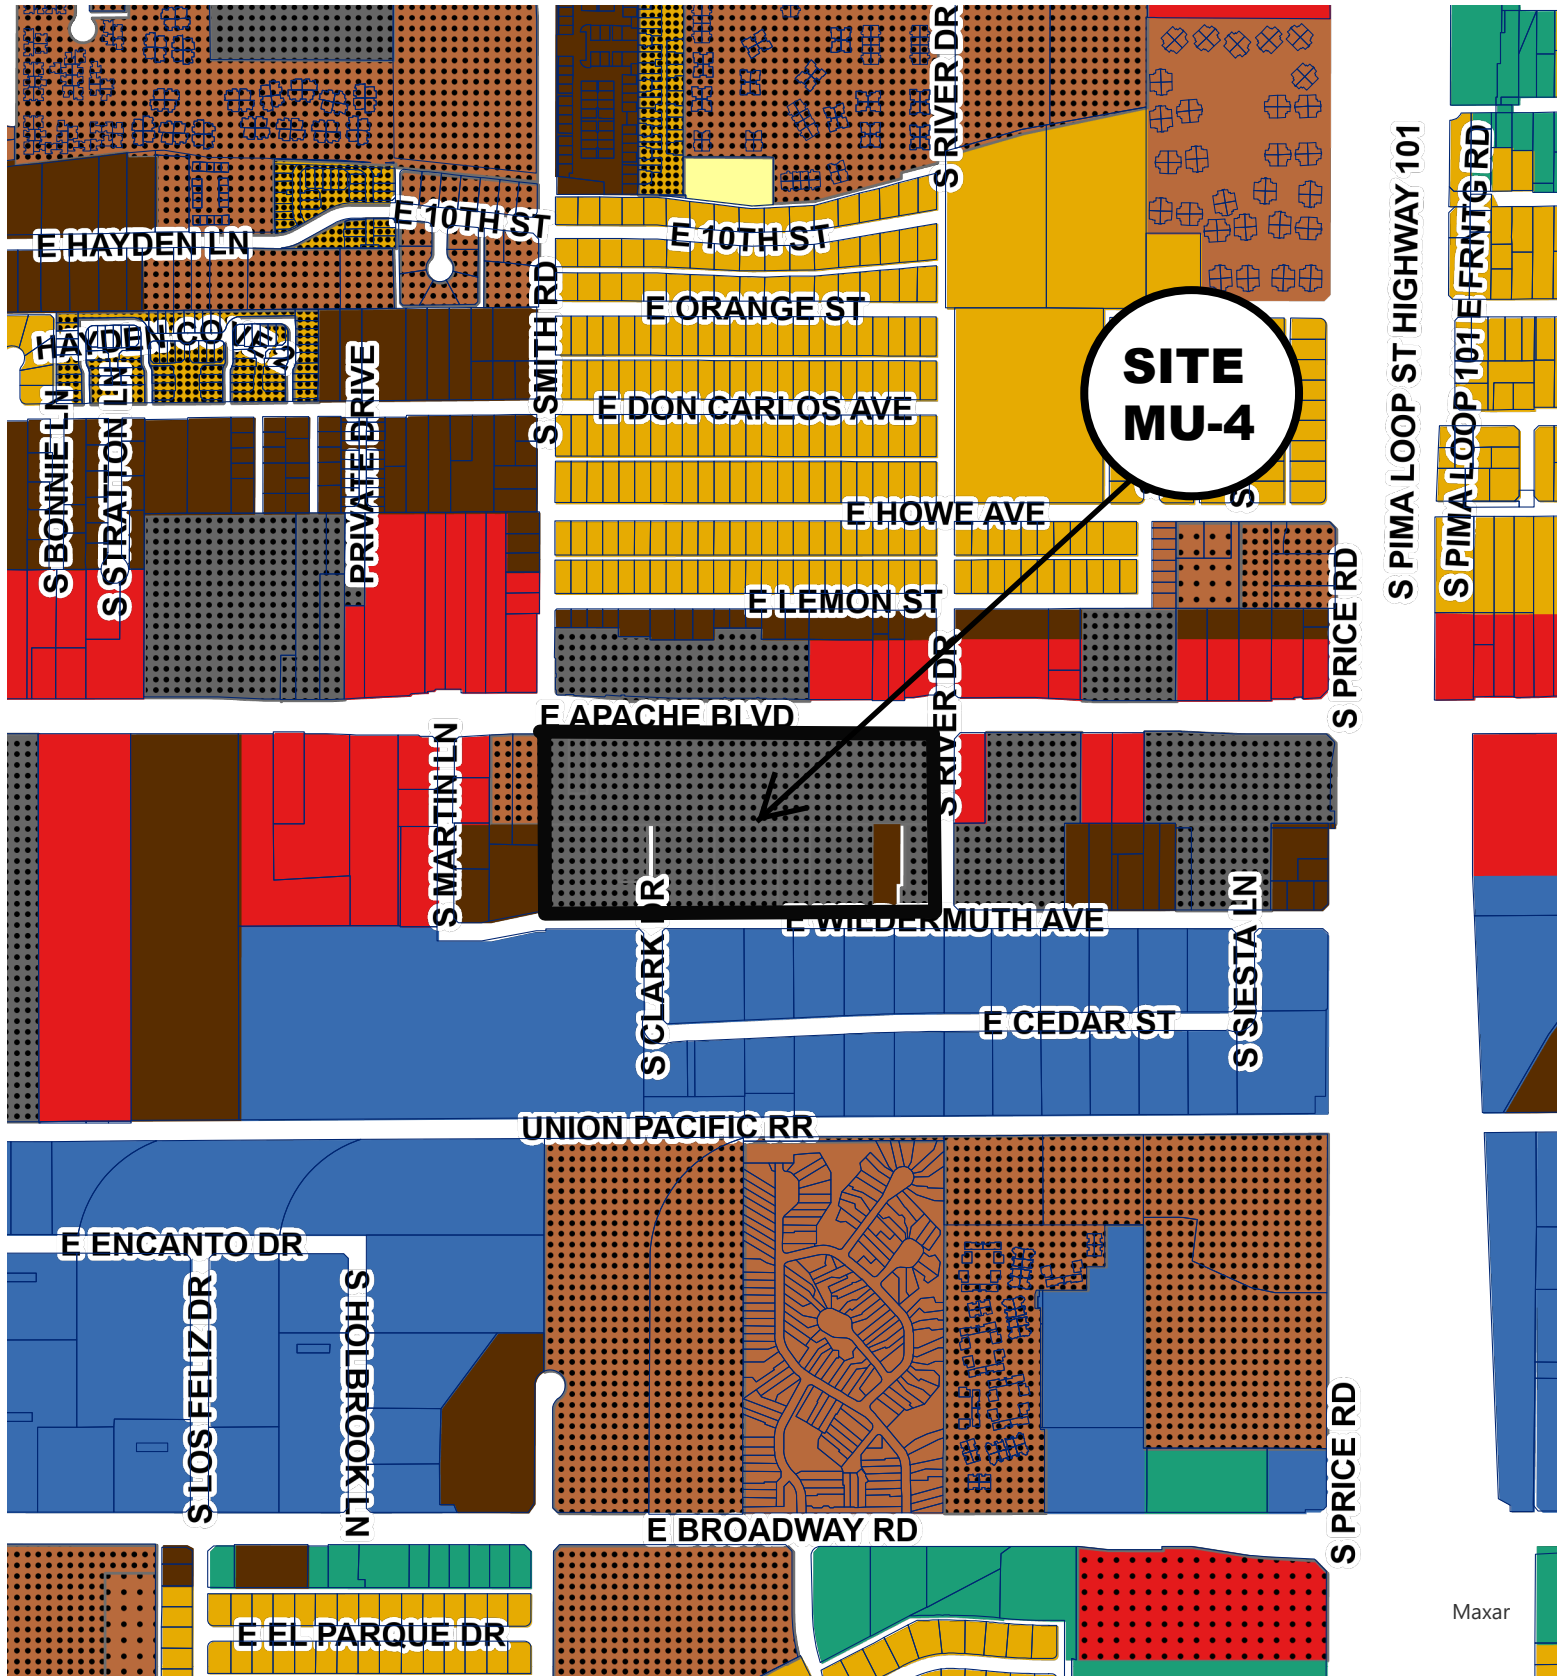 S RIVER DR
S PIMA LOOP ST HIGHWAY 101
S PIMA LOOP 101 E FRNTG RD
E 10TH ST
E 10TH ST
E HAYDEN LN
E ORANGE ST
HAYDEN COVE LN
S SMITH RD
SITE
MU-4
E DON CARLOS AVE
S BONNIE LN
S STRATTON LN
PRIVATE DRIVE
E HOWE AVE
S
E LEMON ST
S PRICE RD
E APACHE BLVD
S RIVER DR
S MARTIN LN
E WILDERMUTH AVE
S CLARK DR
E CEDAR ST
S SIESTA LN
UNION PACIFIC RR
E ENCANTO DR
S LOS FELIZ DR
S HOLBROOK LN
S PRICE RD
E BROADWAY RD
E EL PARQUE DR
Maxar